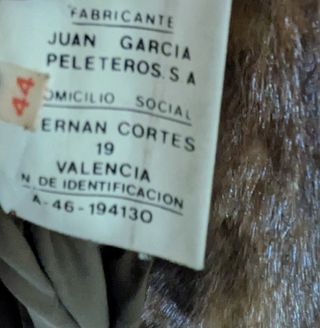 FABRICANTE
JUAN GARCIA
PELETEROS. S A
OMICILIO SOCIAL
44
ERNAN CORTES
19
VALENCIA
N. DE IDENTIFICACION
A-46-194130